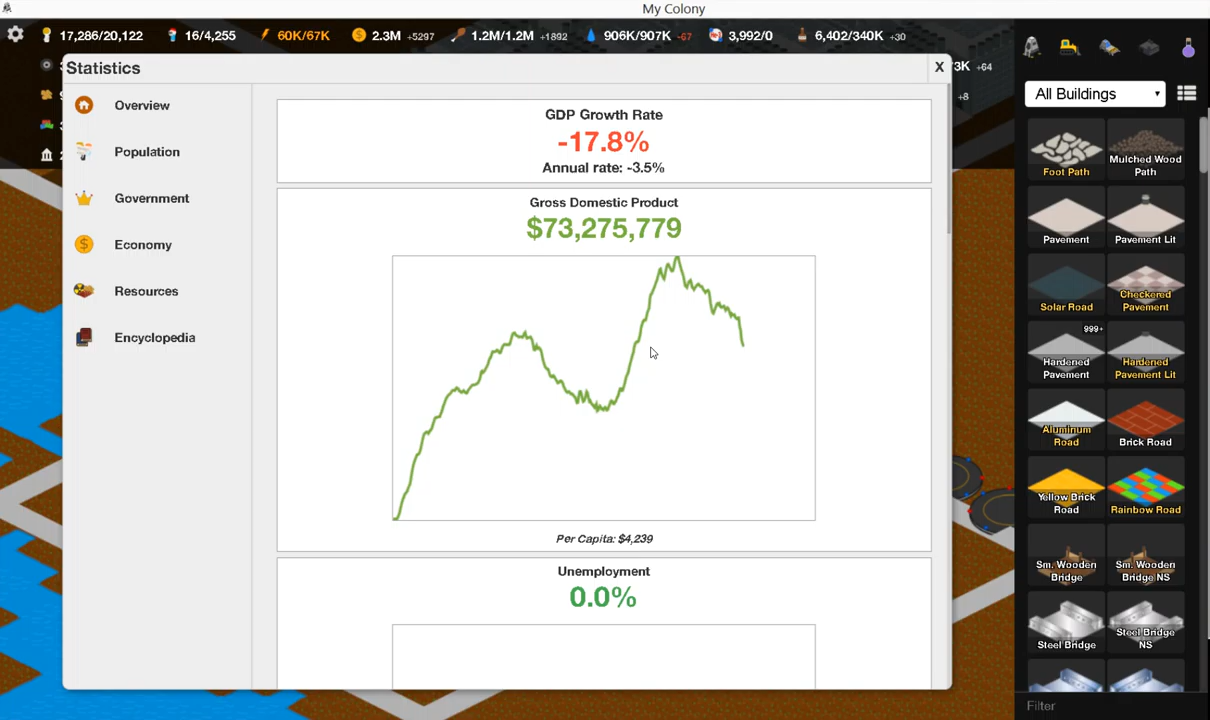 My Colony
17,286/20,122 16/4,255 60K/67K 2.3M +5297 1.2M/1.2M +1892 906K/907K -67 3,992/0 6,402/340K +30
3K +64
+8
Statistics X
Overview
Population
Government
Economy
Resources
Encyclopedia
GDP Growth Rate
-17.8%
Annual rate: -3.5%
Gross Domestic Product
$73,275,779
Per Capita: $4,239
Unemployment
0.0%
All Buildings
Foot Path
Mulched Wood
Path
Pavement
Pavement Lit
Solar Road
Checkered
Pavement
999+
Hardened
Pavement
Hardened
Pavement Lit
Aluminum
Road
Brick Road
Yellow Brick
Road
Rainbow Road
Sm. Wooden
Bridge
Sm. Wooden
Bridge NS
Steel Bridge
Steel Bridge
NS
Filter